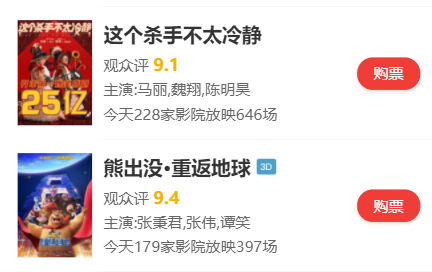 这个杀手不太冷静
25亿
这个杀手不太冷静
观众评 9.1
主演:马丽,魏翔,陈明昊
今天228家影院放映646场
购票
熊出没•重返地球 3D
观众评 9.4
主演:张秉君,张伟,谭笑
今天179家影院放映397场
购票